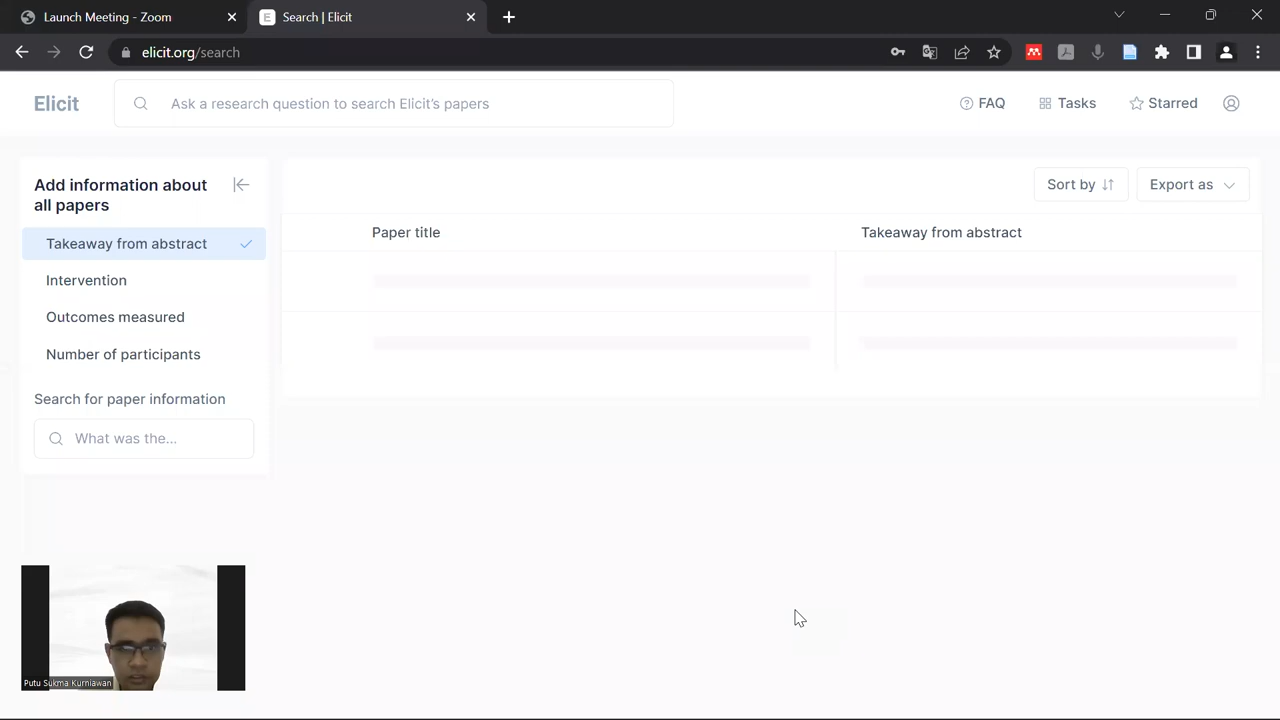 Launch Meeting - Zoom
Search | Elicit
elicit.org/search
Elicit
Ask a research question to search Elicit's papers
FAQ
Tasks
Starred
Add information about
all papers
Sort by
Export as
Paper title
Takeaway from abstract
Takeaway from abstract
Intervention
Outcomes measured
Number of participants
Search for paper information
What was the...
Putu Sukma Kurniawan